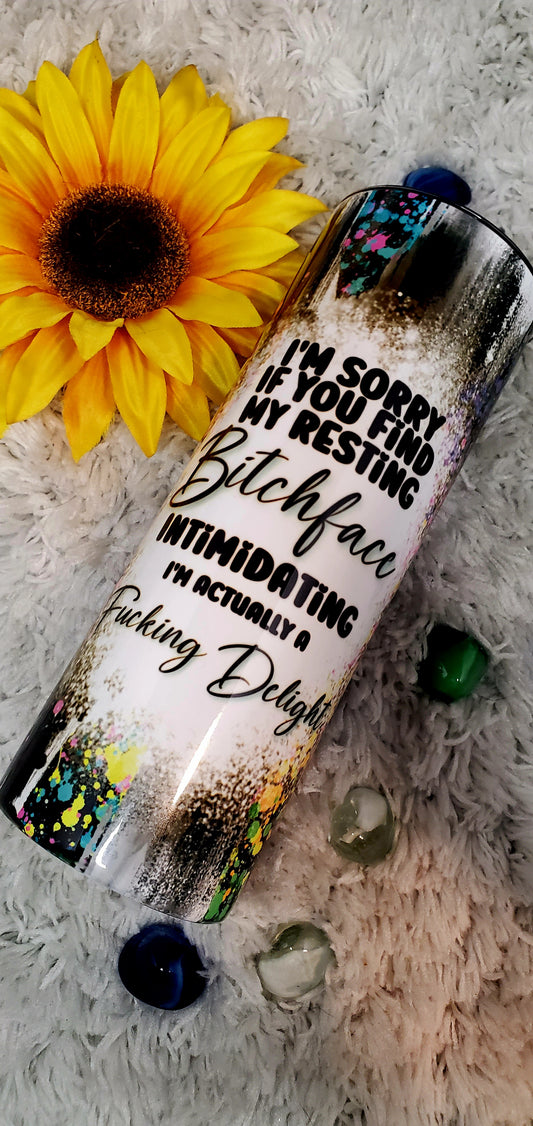 I'M SORRY
IF YOU FIND
MY RESTING
Bitchface
INTIMIDATING
I'M ACTUALLY A
Fucking Delight